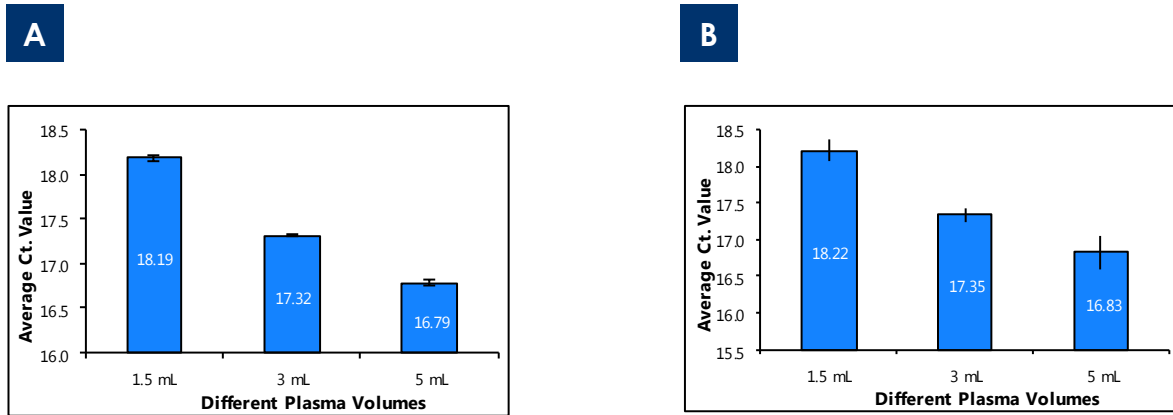 A
Average Ct. Value
18.5
18.0
17.5
17.0
16.5
16.0
18.19
17.32
16.79
1.5 mL
3 mL
5 mL
Different Plasma Volumes
B
Average Ct. Value
18.5
18.0
17.5
17.0
16.5
16.0
15.5
18.22
17.35
16.83
1.5 mL
3 mL
5 mL
Different Plasma Volumes